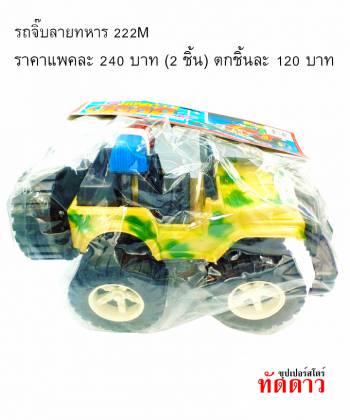 รถจี๊บลายทหาร 222M
ราคาแพคละ 240 บาท (2 ชิ้น) ตกชิ้นละ 120 บาท
ซุปเปอร์สโตร์
ทัดดาว